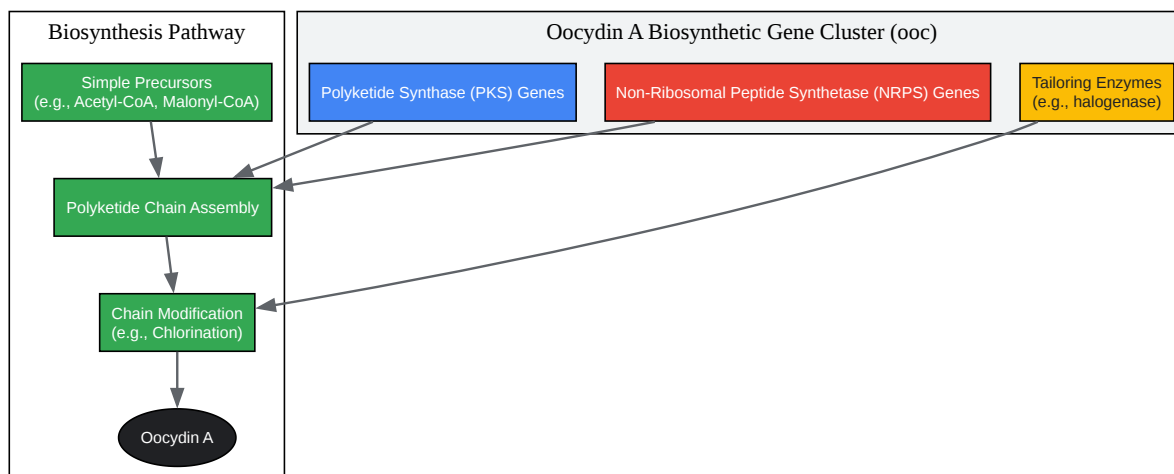 Biosynthesis Pathway
Oocydin A Biosynthetic Gene Cluster (ooc)
Simple Precursors
(e.g., Acetyl-CoA, Malonyl-CoA)
Polyketide Synthase (PKS) Genes
Non-Ribosomal Peptide Synthetase (NRPS) Genes
Tailoring Enzymes
(e.g., halogenase)
Polyketide Chain Assembly
Chain Modification
(e.g., Chlorination)
Oocydin A